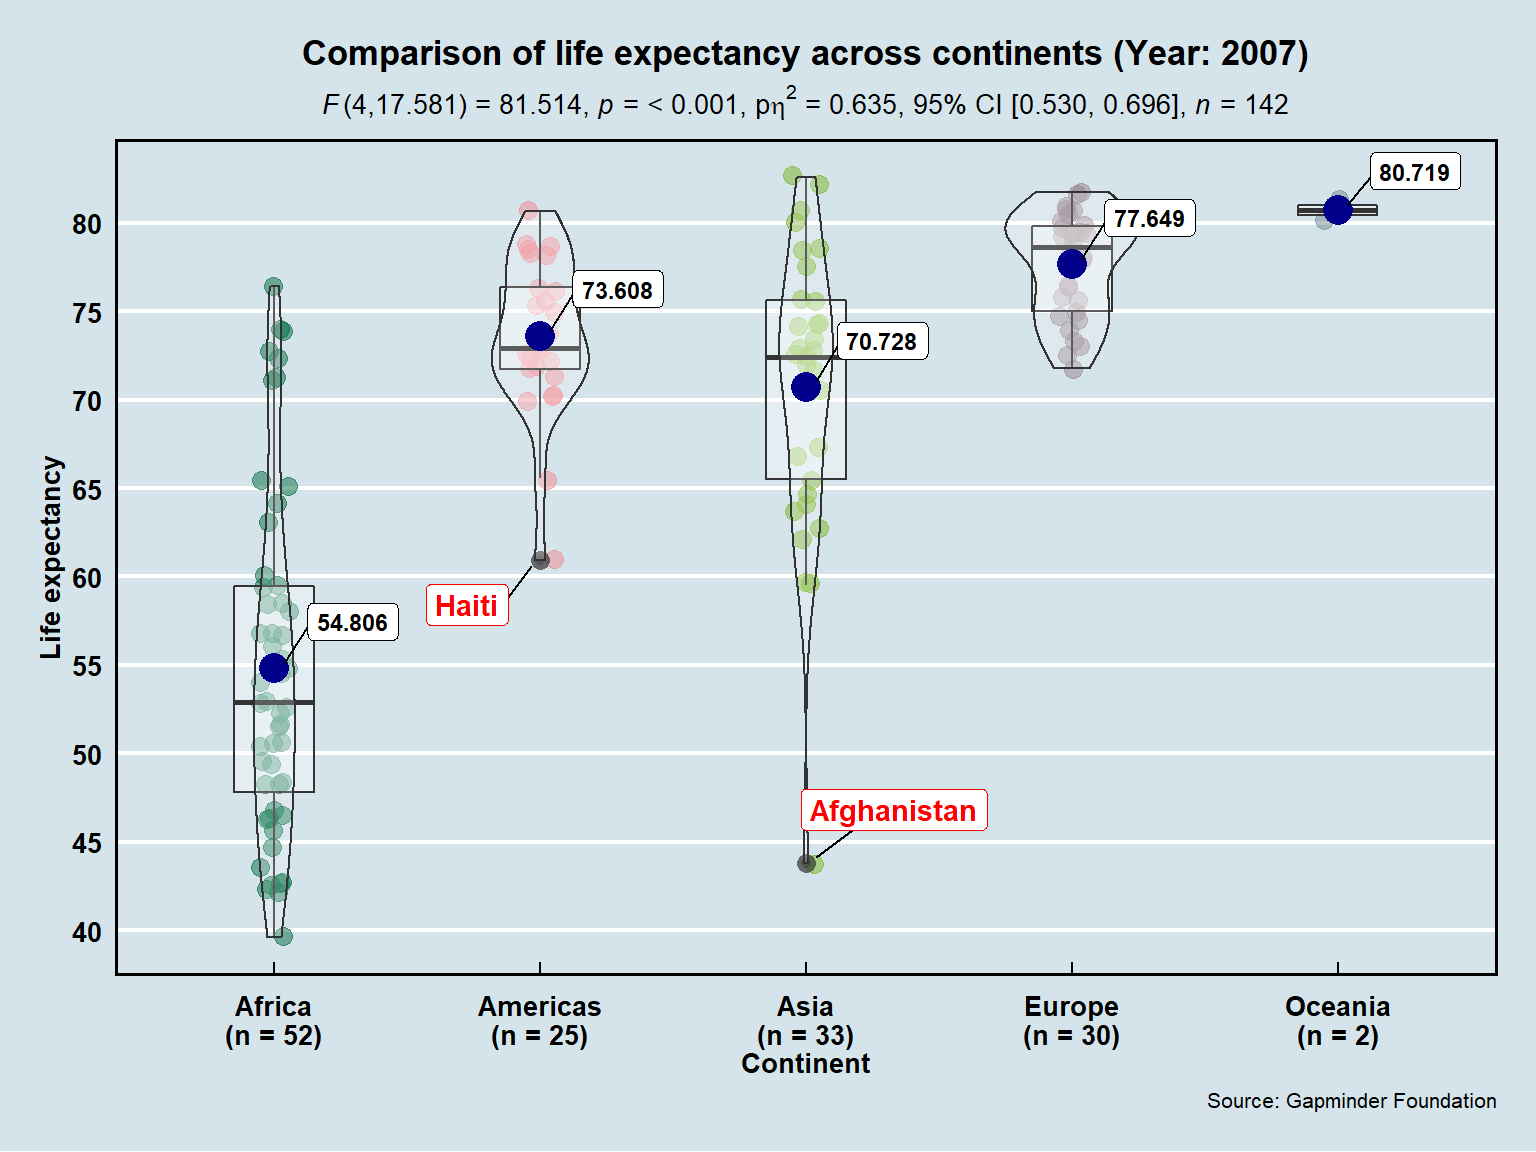 Comparison of life expectancy across continents (Year: 2007)
F(4,17.581) = 81.514, p = < 0.001, pη² = 0.635, 95% CI [0.530, 0.696], n = 142
80.719
77.649
80
73.608
75
70.728
70
65
Life expectancy
60
Haiti
54.806
55
50
Afghanistan
45
40
Africa
(n = 52)
Americas
(n = 25)
Asia
(n = 33)
Europe
(n = 30)
Oceania
(n = 2)
Continent
Source: Gapminder Foundation